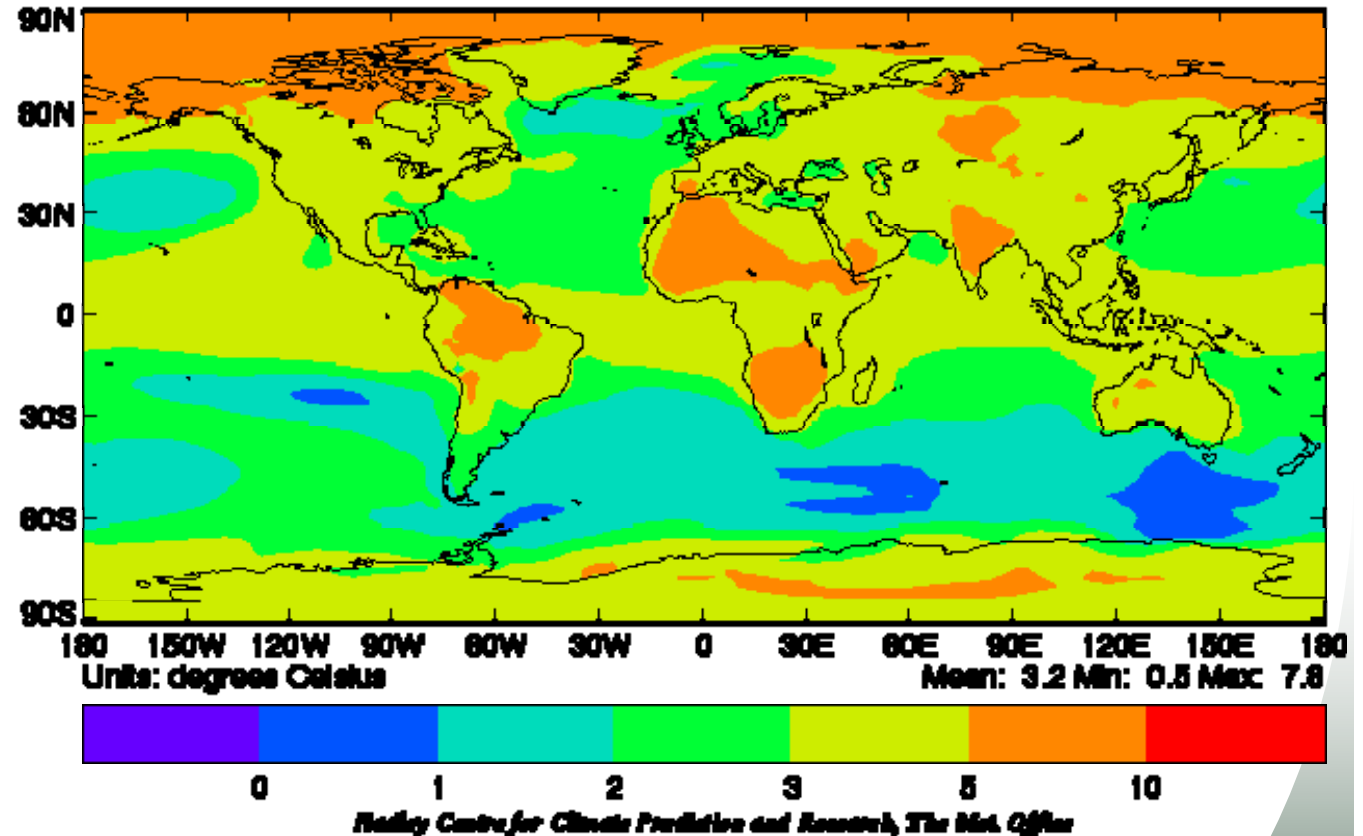 90N
60N
30N
0
30S
60S
90S
180 150W 120W 90W 60W 30W 0 30E 60E 90E 120E 150E 180
Units: degrees Celsius
Mean: 3.2 Min: 0.5 Max: 7.8
0 1 2 3 5 10
Hadley Centre for Climate Prediction and Research, The Met. Office